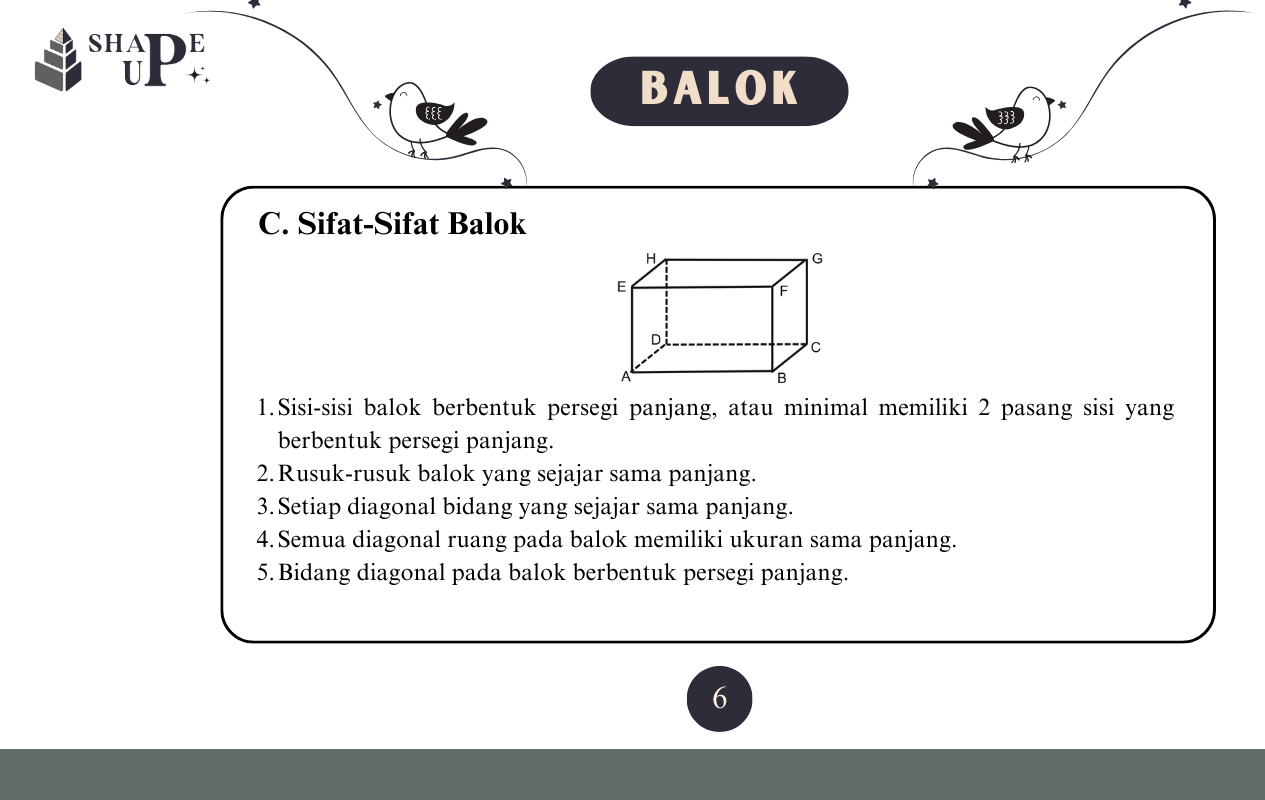 SHAPE
UP
BALOK
C. Sifat-Sifat Balok
H
G
E
F
D
C
A
B
1. Sisi-sisi balok berbentuk persegi panjang, atau minimal memiliki 2 pasang sisi yang
berbentuk persegi panjang.
2. Rusuk-rusuk balok yang sejajar sama panjang.
3. Setiap diagonal bidang yang sejajar sama panjang.
4. Semua diagonal ruang pada balok memiliki ukuran sama panjang.
5. Bidang diagonal pada balok berbentuk persegi panjang.
6